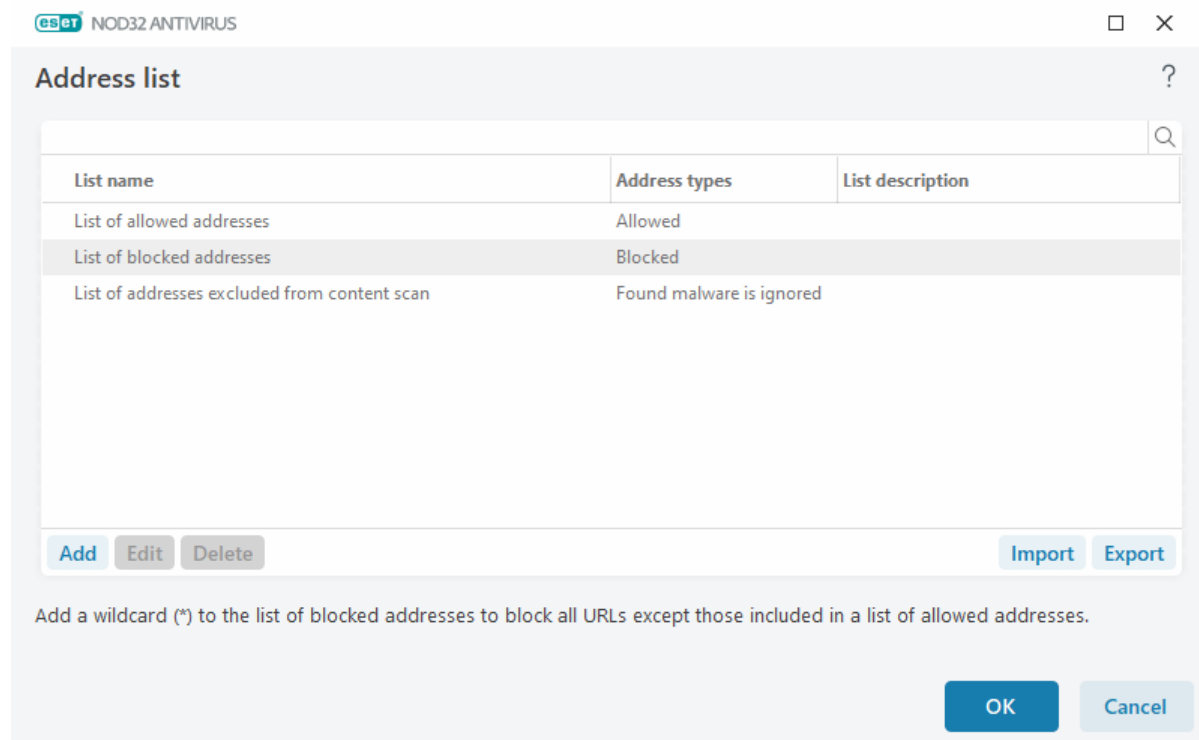 eset NOD32 ANTIVIRUS
Address list
?
List name Address types List description
List of allowed addresses Allowed
List of blocked addresses Blocked
List of addresses excluded from content scan Found malware is ignored
Add Edit Delete Import Export
Add a wildcard (*) to the list of blocked addresses to block all URLs except those included in a list of allowed addresses.
OK Cancel